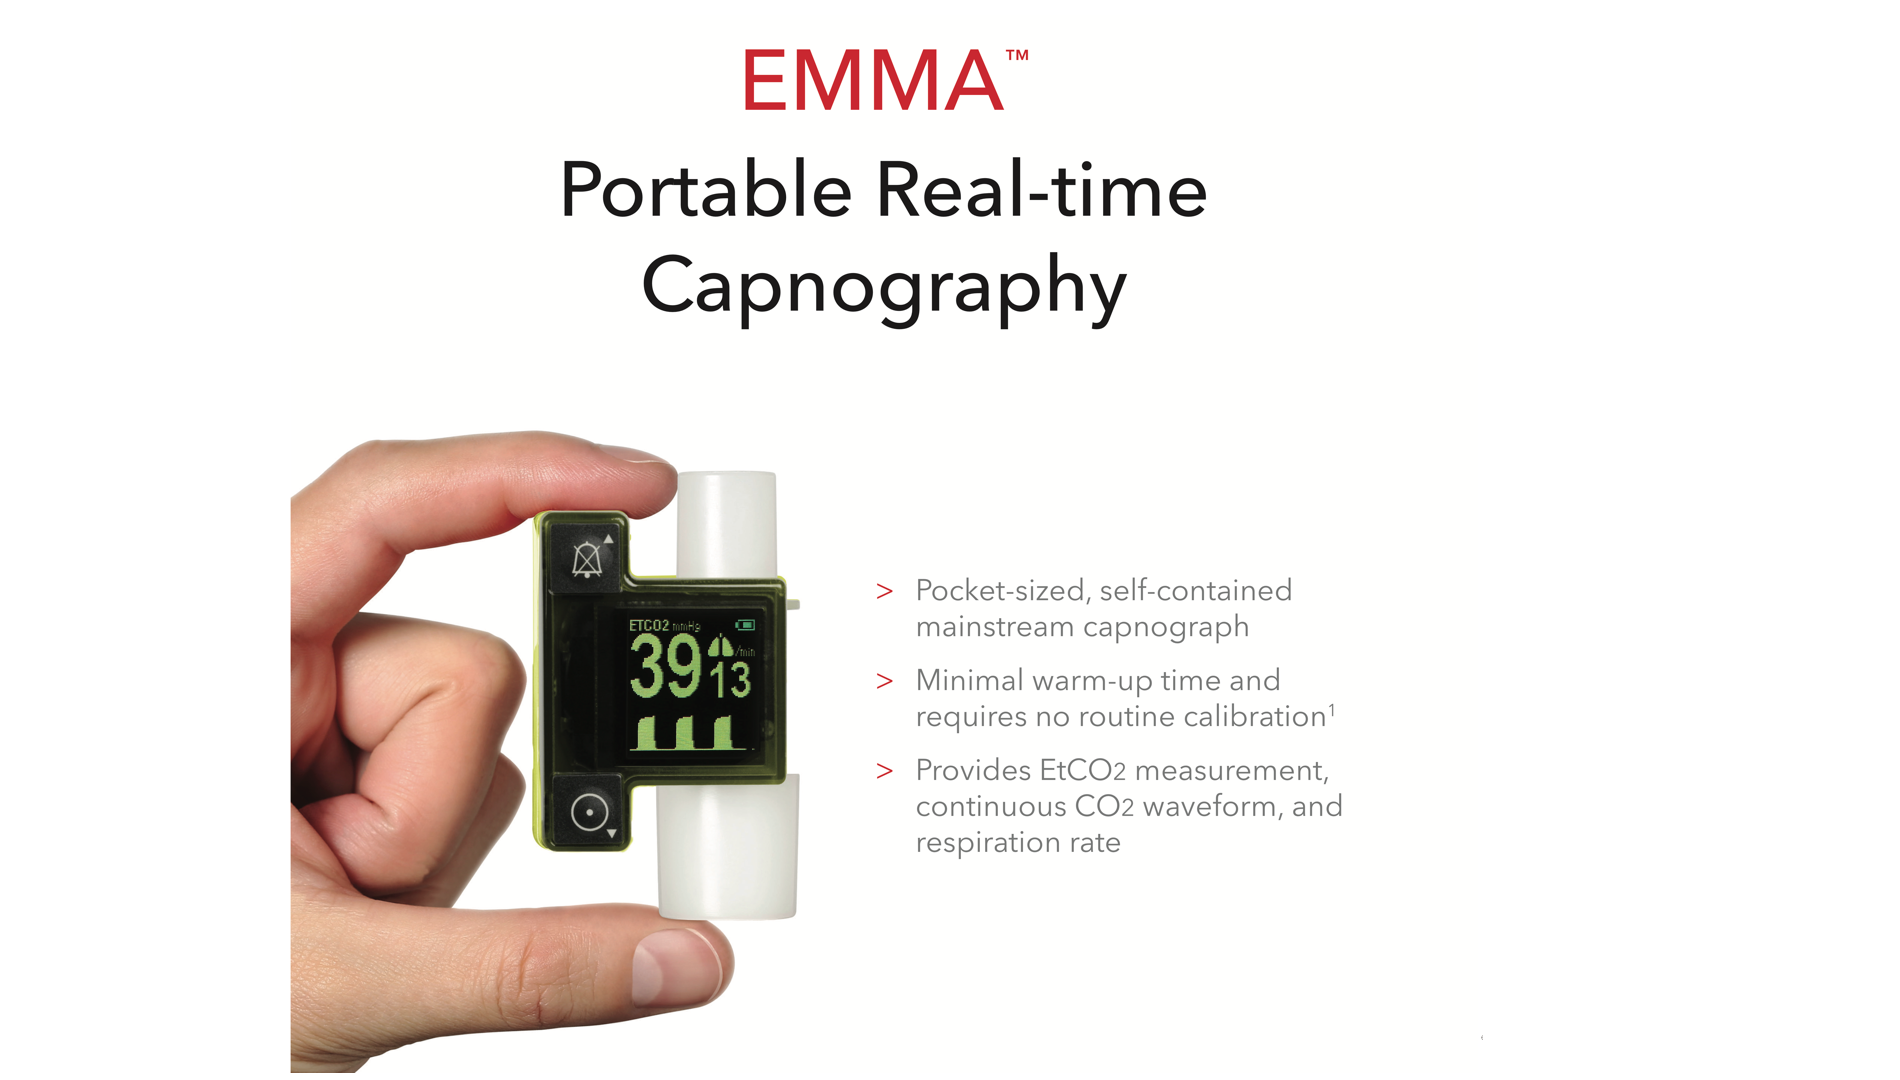 EMMA™
Portable Real-time
Capnography
ETCO2 mmHg
39 13 /min
> Pocket-sized, self-contained
mainstream capnograph
> Minimal warm-up time and
requires no routine calibration¹
> Provides EtCO2 measurement,
continuous CO2 waveform, and
respiration rate